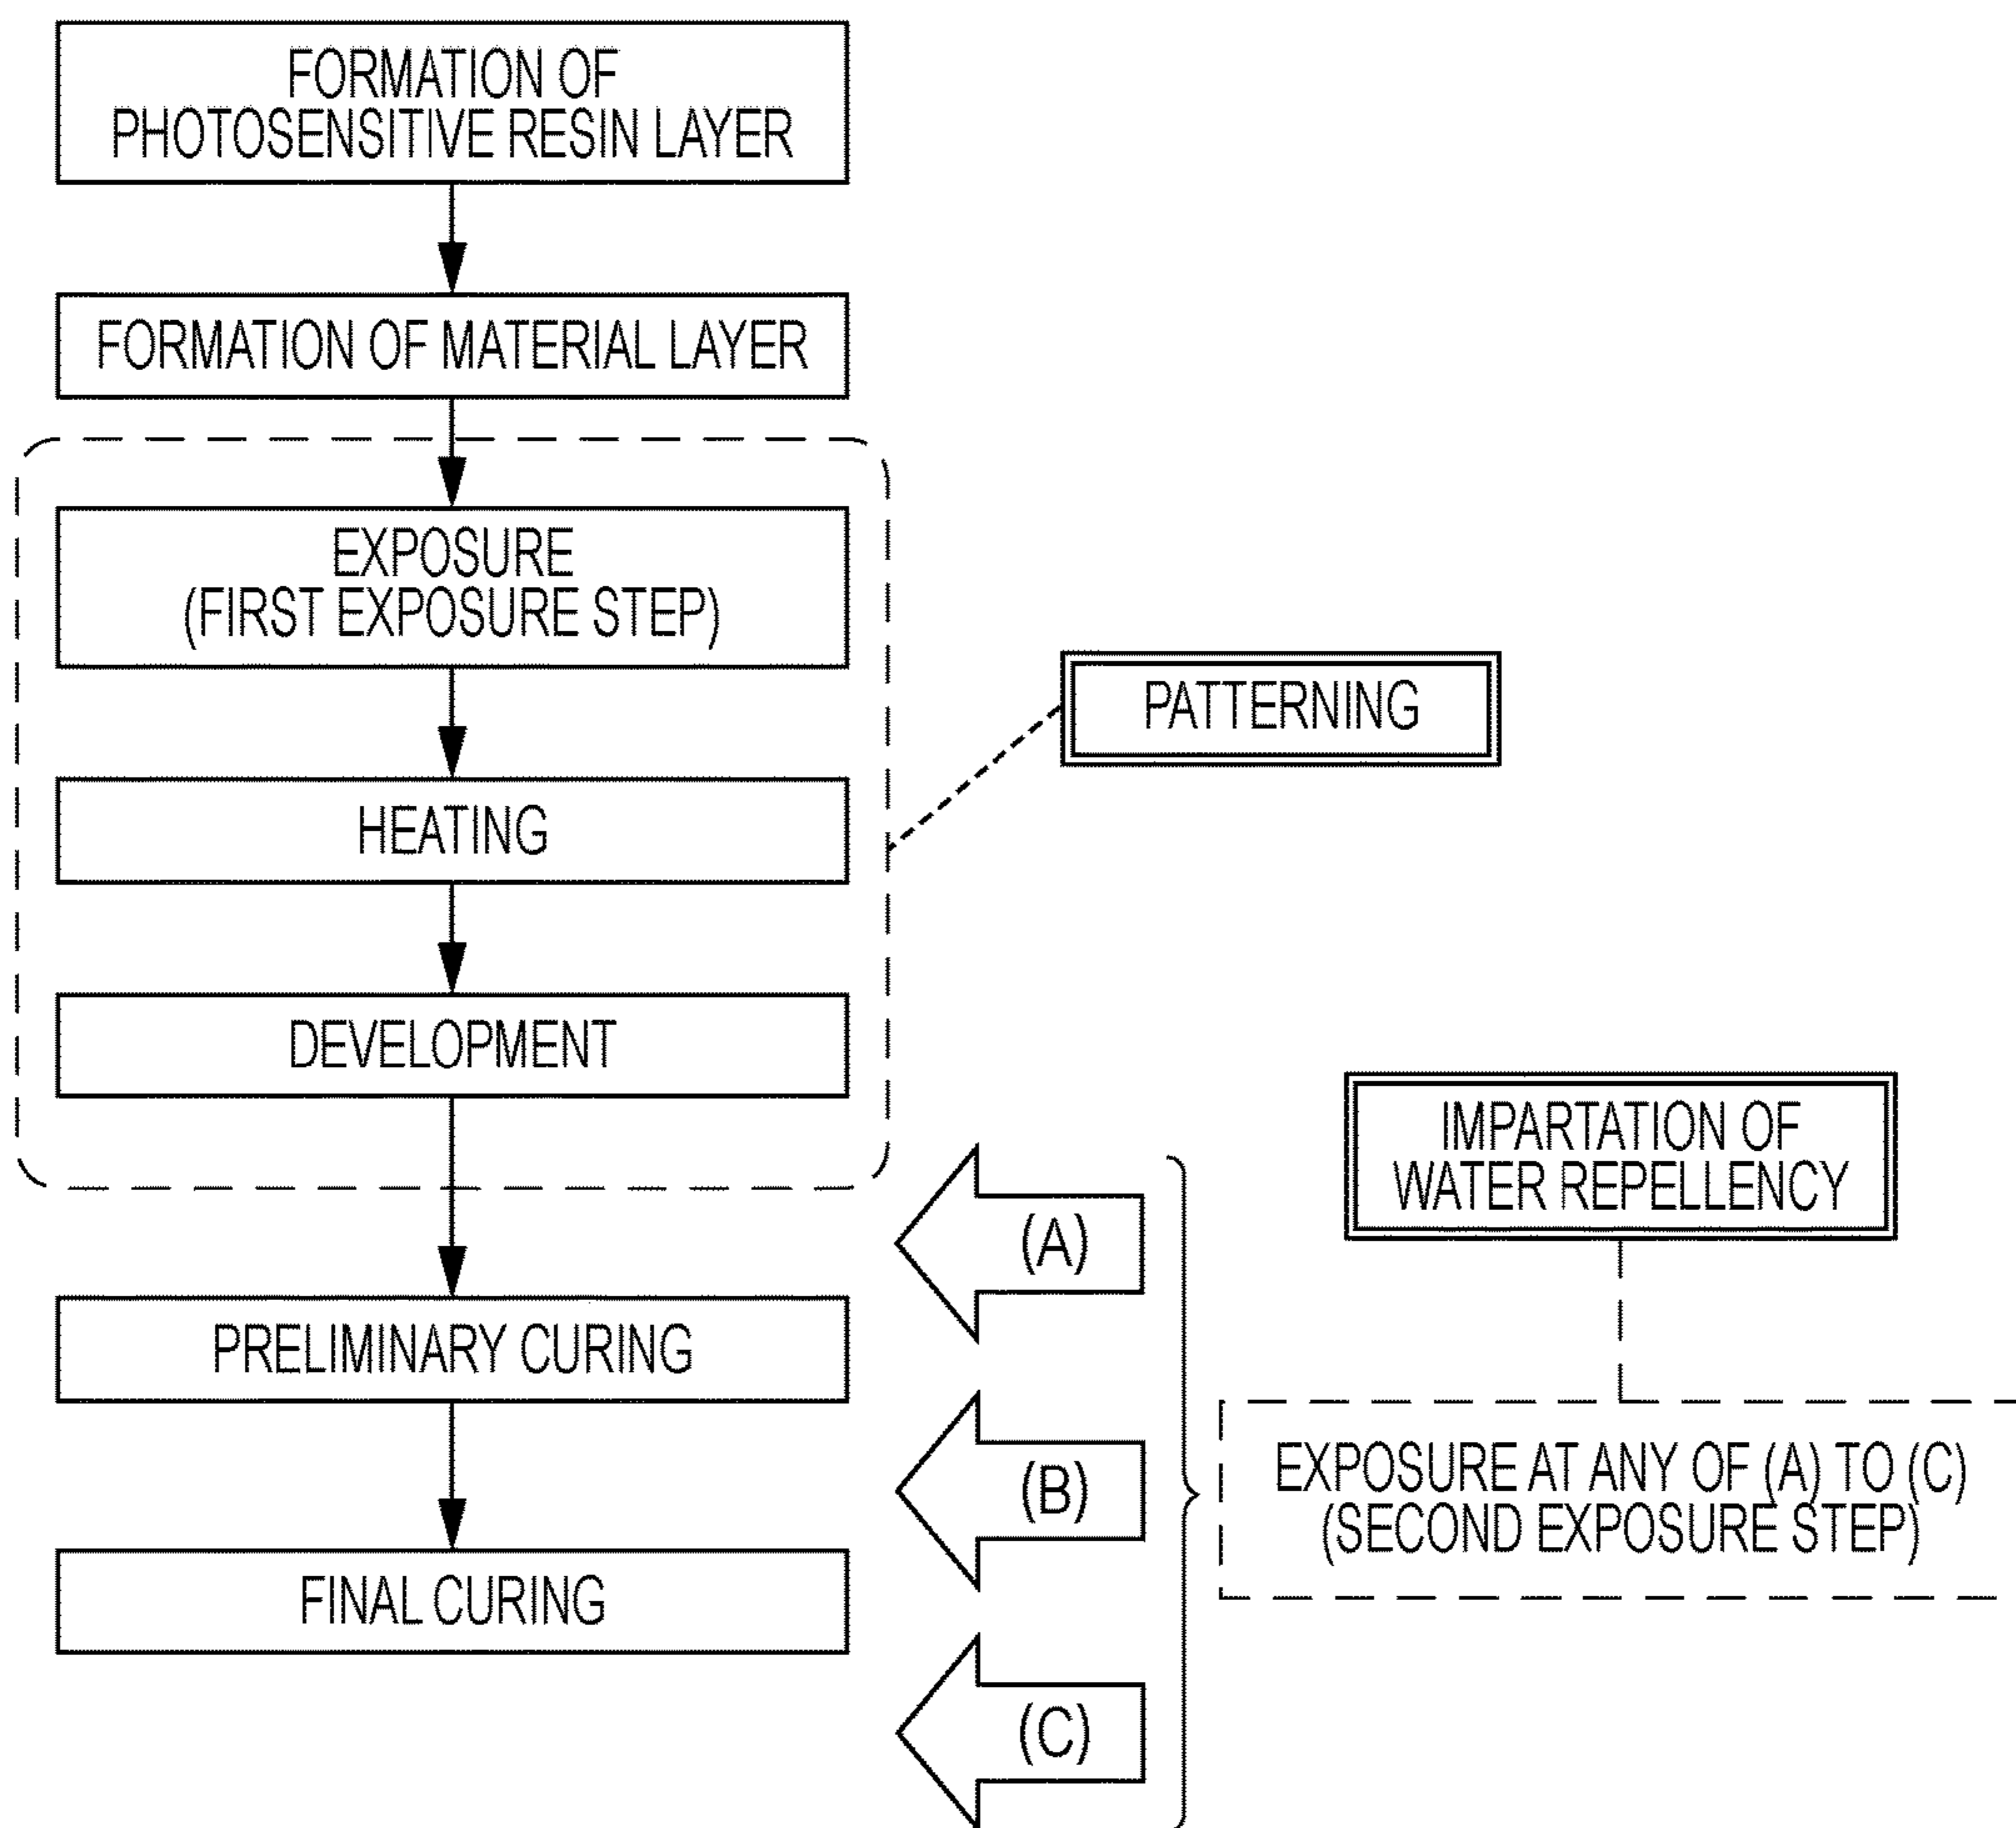 FORMATION OF
PHOTOSENSITIVE RESIN LAYER
FORMATION OF MATERIAL LAYER
EXPOSURE
(FIRST EXPOSURE STEP)
PATTERNING
HEATING
DEVELOPMENT
IMPARTATION OF
WATER REPELLENCY
(A)
PRELIMINARY CURING
(B)
EXPOSURE AT ANY OF (A) TO (C)
(SECOND EXPOSURE STEP)
FINAL CURING
(C)